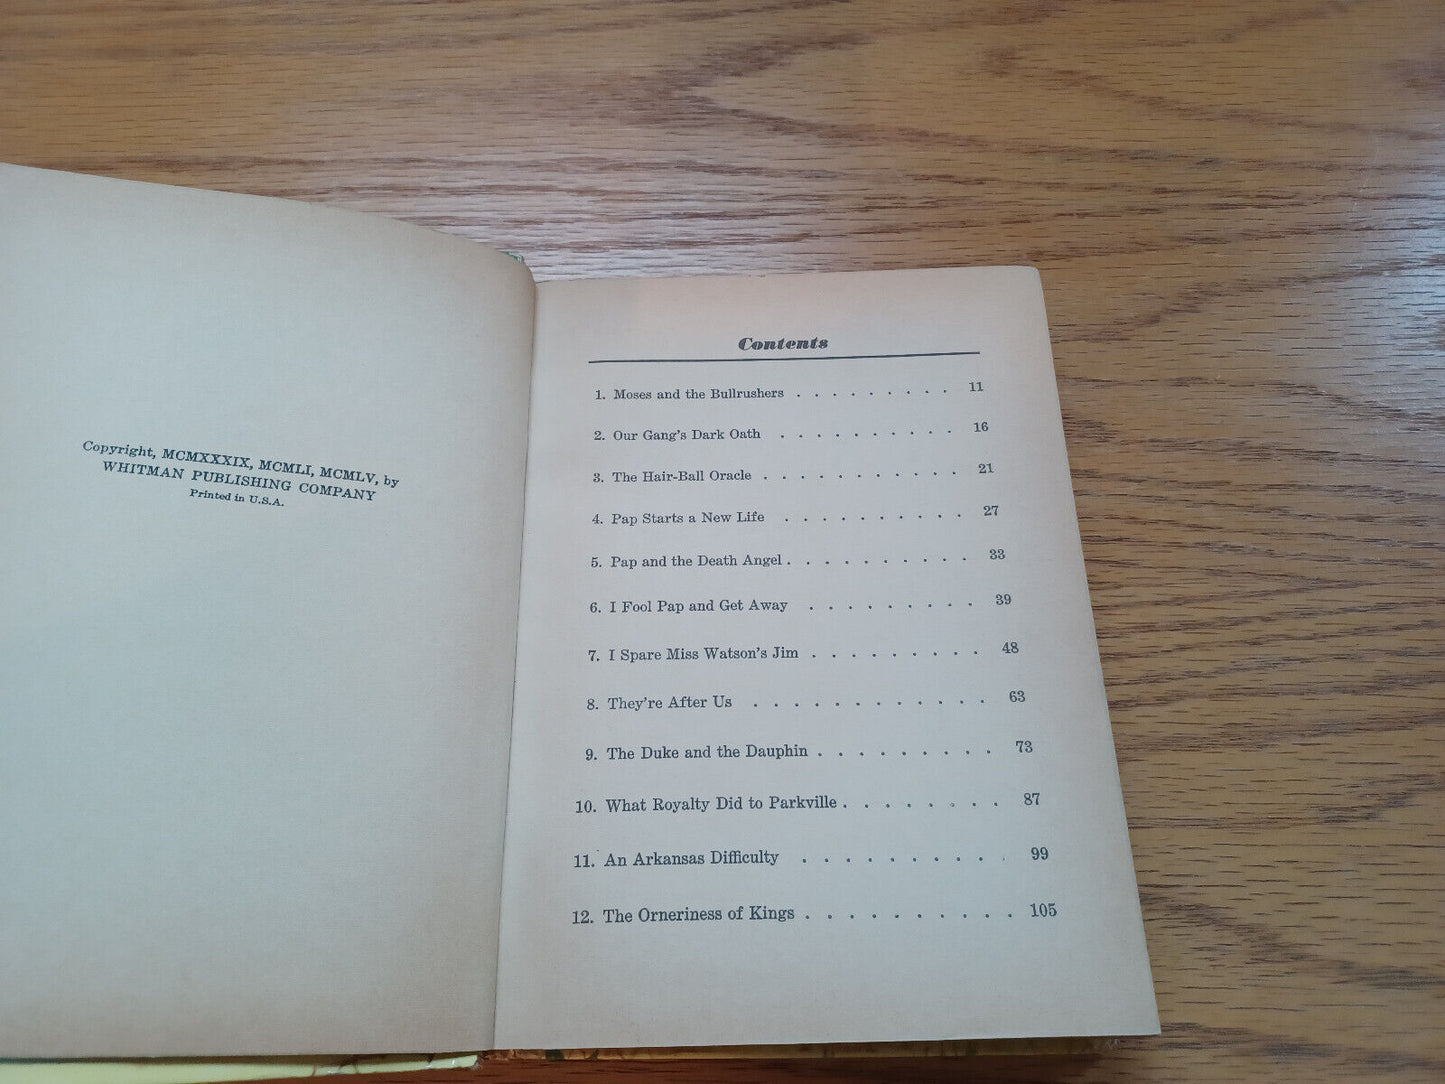 Copyright, MCMXXXIX, MCMLI, MCMLV, by
WHITMAN PUBLISHING COMPANY
Printed in U.S.A.
Contents
1. Moses and the Bullrushers . . . . . . . . . 11
2. Our Gang's Dark Oath . . . . . . . . . . 16
3. The Hair-Ball Oracle . . . . . . . . . . 21
4. Pap Starts a New Life . . . . . . . . . . 27
5. Pap and the Death Angel . . . . . . . . . . 33
6. I Fool Pap and Get Away . . . . . . . . . 39
7. I Spare Miss Watson's Jim . . . . . . . . . 48
8. They're After Us . . . . . . . . . . . . 63
9. The Duke and the Dauphin . . . . . . . . . 73
10. What Royalty Did to Parkville . . . . . . . . 87
11. An Arkansas Difficulty . . . . . . . . . . 99
12. The Orneriness of Kings . . . . . . . . . . 105